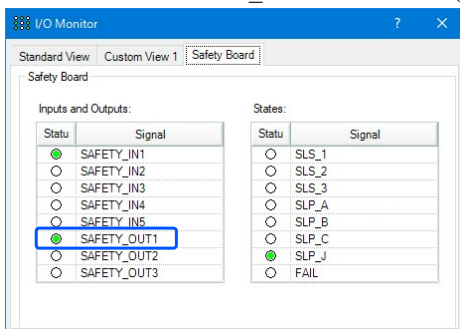 I/O Monitor ? ×
Standard View Custom View 1 Safety Board
Safety Board
Inputs and Outputs: States:
Statu Signal Statu Signal
SAFETY_IN1 SLS_1
SAFETY_IN2 SLS_2
SAFETY_IN3 SLS_3
SAFETY_IN4 SLP_A
SAFETY_IN5 SLP_B
SAFETY_OUT1 SLP_C
SAFETY_OUT2 SLP_J
SAFETY_OUT3 FAIL